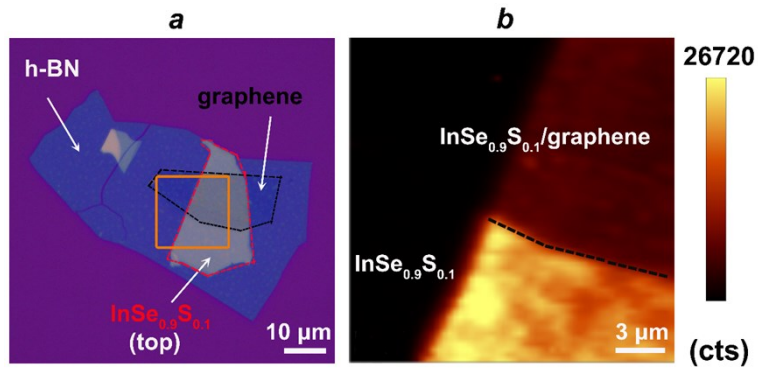 a
b
h-BN
graphene
InSe₀.₉S₀.₁
(top)
10 μm
InSe₀.₉S₀.₁/graphene
InSe₀.₉S₀.₁
3 μm
26720
(cts)